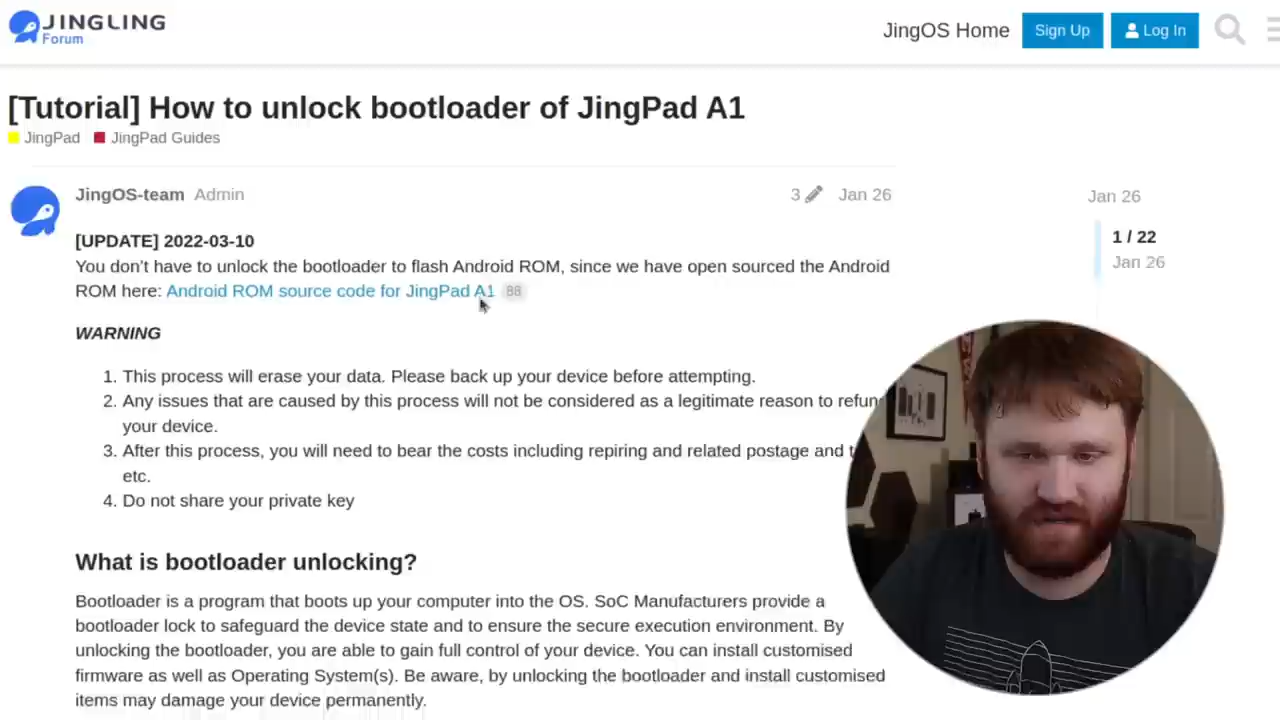 JINGLING
Forum
JingOS Home
Sign Up
Log In
[Tutorial] How to unlock bootloader of JingPad A1
JingPad
JingPad Guides
JingOS-team Admin
3
Jan 26
Jan 26
1 / 22
Jan 26
[UPDATE] 2022-03-10
You don't have to unlock the bootloader to flash Android ROM, since we have open sourced the Android
ROM here: Android ROM source code for JingPad A1 86
WARNING
1. This process will erase your data. Please back up your device before attempting.
2. Any issues that are caused by this process will not be considered as a legitimate reason to refun
your device.
3. After this process, you will need to bear the costs including repiring and related postage and
etc.
4. Do not share your private key
What is bootloader unlocking?
Bootloader is a program that boots up your computer into the OS. SoC Manufacturers provide a
bootloader lock to safeguard the device state and to ensure the secure execution environment. By
unlocking the bootloader, you are able to gain full control of your device. You can install customised
firmware as well as Operating System(s). Be aware, by unlocking the bootloader and install customised
items may damage your device permanently.